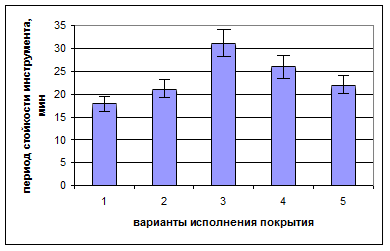 период стойкости инструмента,
мин
35
30
25
20
15
10
5
0
1 2 3 4 5
варианты исполнения покрытия